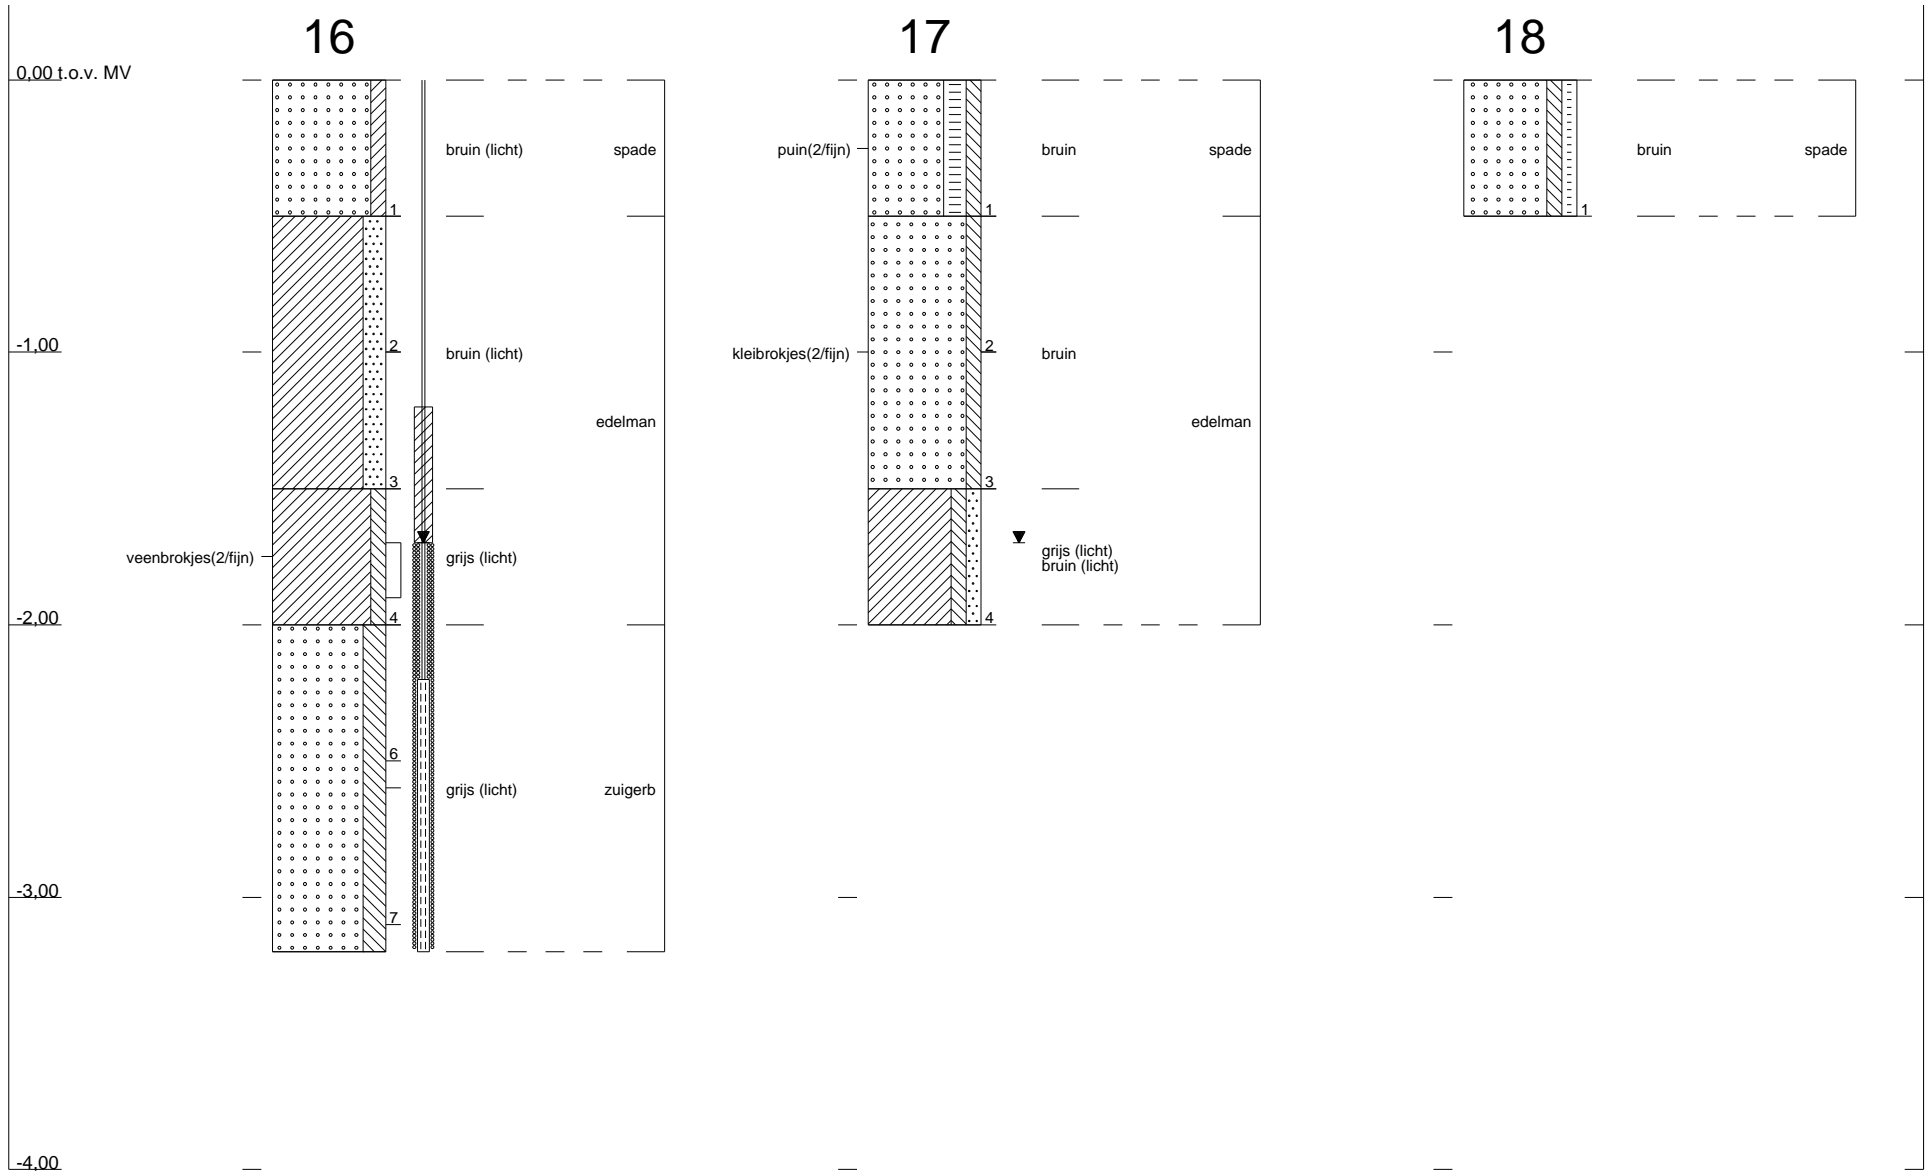 16
17
18
0,00 t.o.v. MV
bruin (licht)
spade
puin(2/fijn)
bruin
spade
bruin
spade
1
1
1
-1,00
2
bruin (licht)
kleibrokjes(2/fijn)
2
bruin
edelman
edelman
3
3
veenbrokjes(2/fijn)
grijs (licht)
grijs (licht)
bruin (licht)
-2,00
4
4
6
grijs (licht)
zuigerb
-3,00
7
-4,00